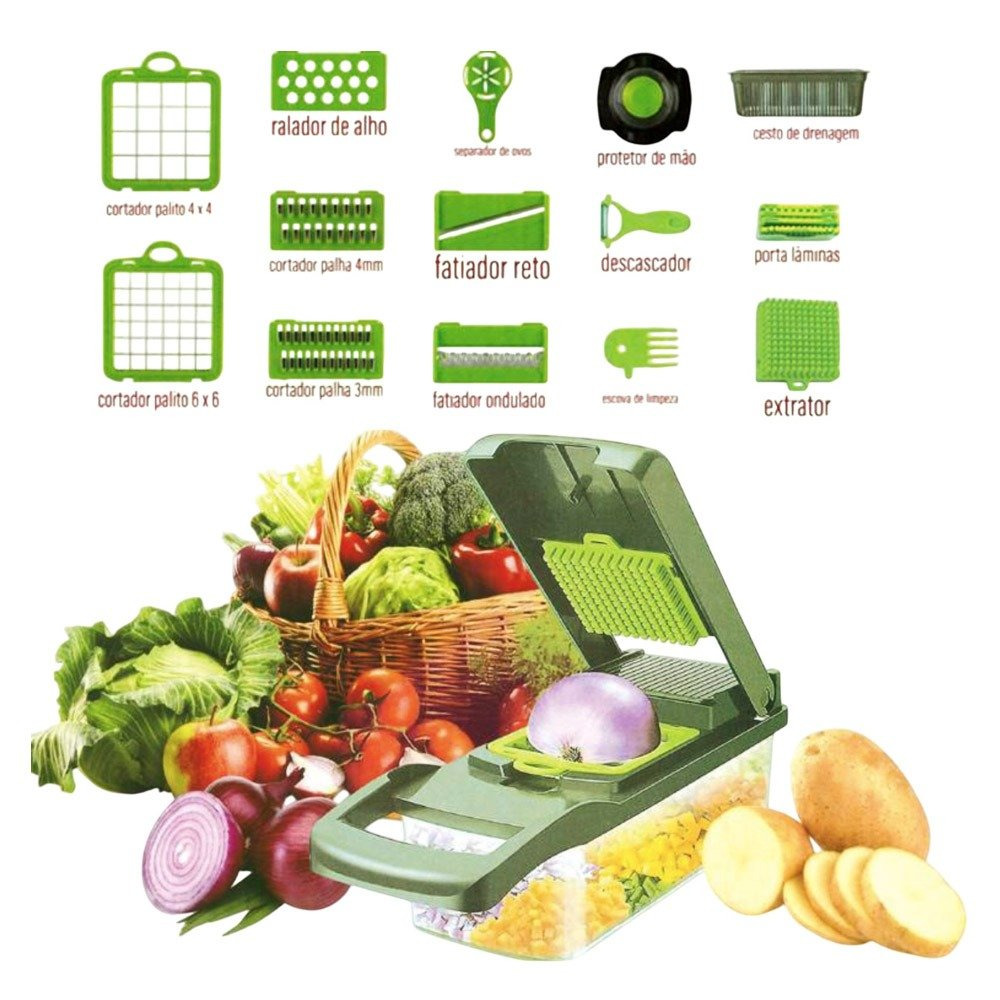 ralador de alho
separador de ovos
protetor de mão
cesto de drenagem
cortador palito 4 x 4
cortador palha 4mm
fatiador reto
descascador
porta lâminas
cortador palito 6 x 6
cortador palha 3mm
fatiador ondulado
escova de limpeza
extrator